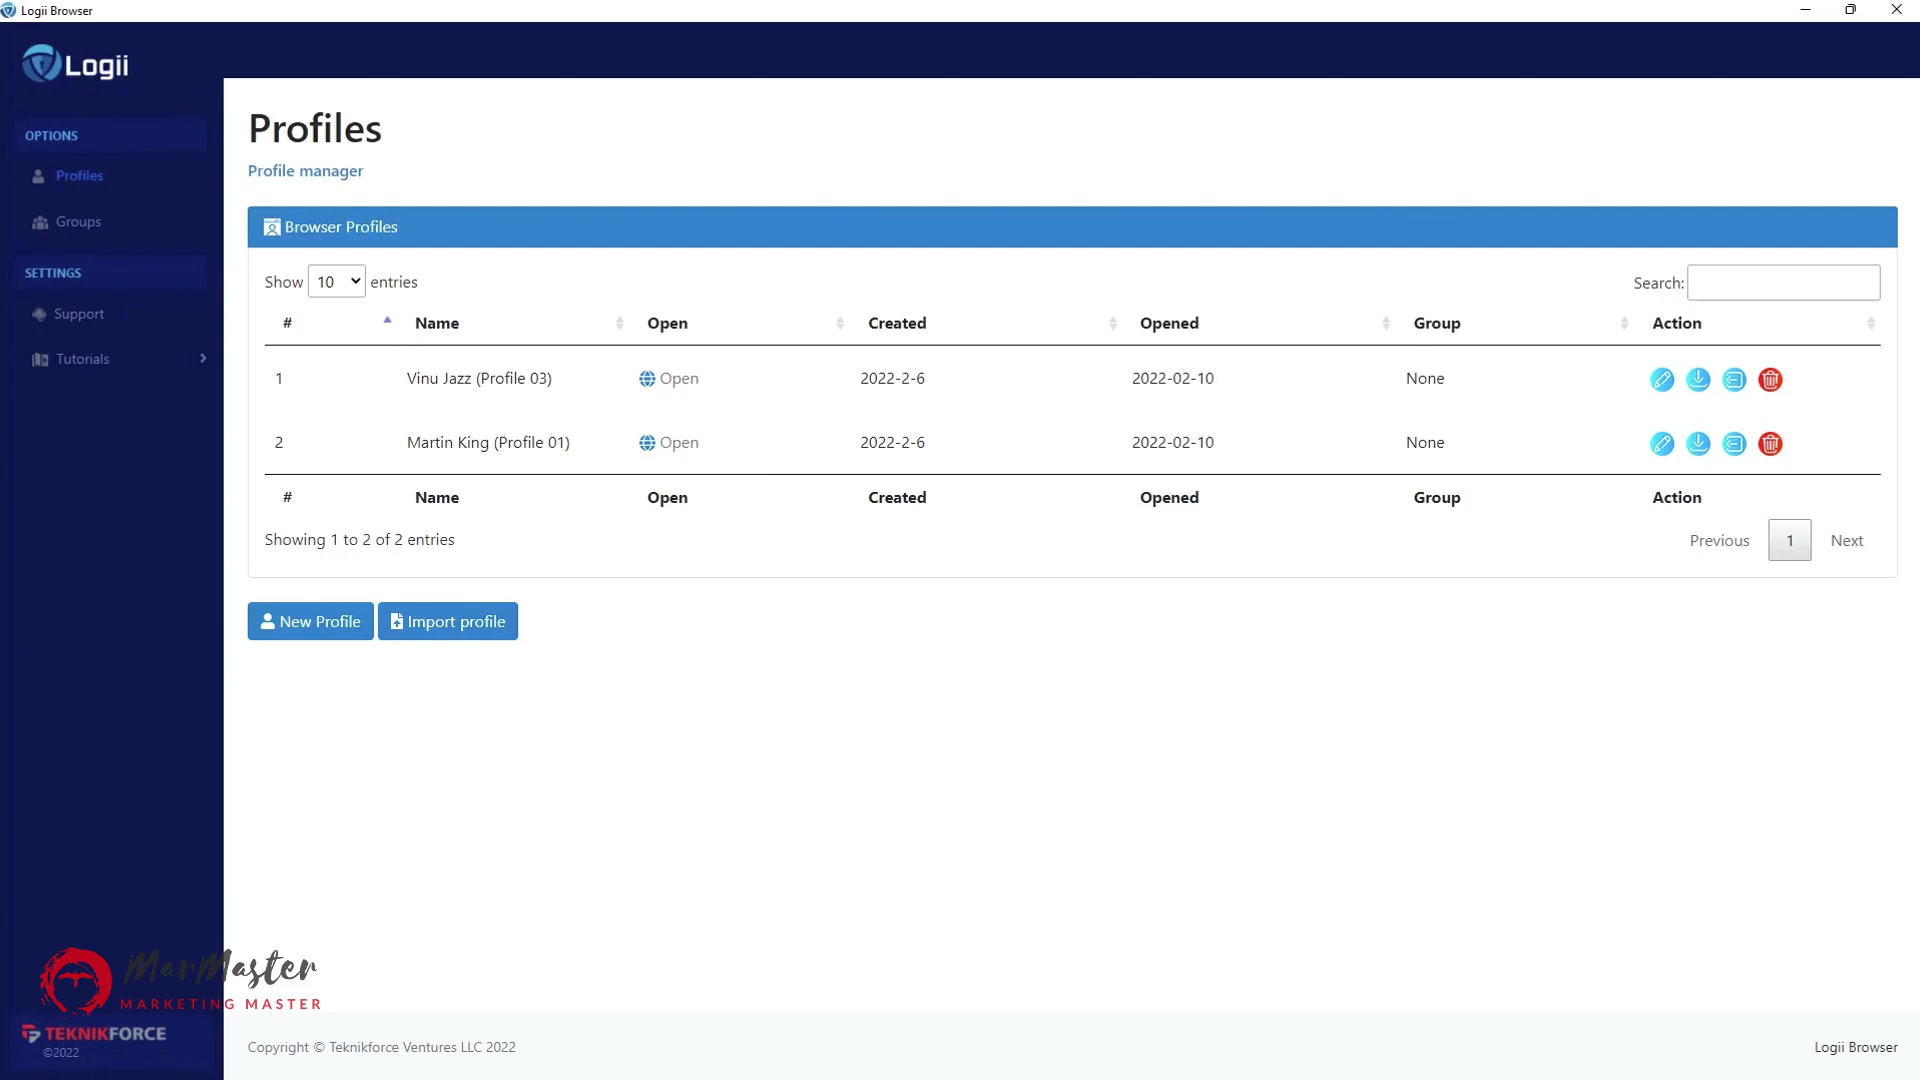 Logii Browser
Logii
OPTIONS
Profiles
Groups
SETTINGS
Support
Tutorials
Profiles
Profile manager
Browser Profiles
Show 10 entries
Search:
# Name Open Created Opened Group Action
1 Vinu Jazz (Profile 03) Open 2022-2-6 2022-02-10 None
2 Martin King (Profile 01) Open 2022-2-6 2022-02-10 None
# Name Open Created Opened Group Action
Showing 1 to 2 of 2 entries
Previous 1 Next
New Profile Import profile
MarMaster
MARKETING MASTER
TEKNIKFORCE
©2022
Copyright © Teknikforce Ventures LLC 2022
Logii Browser